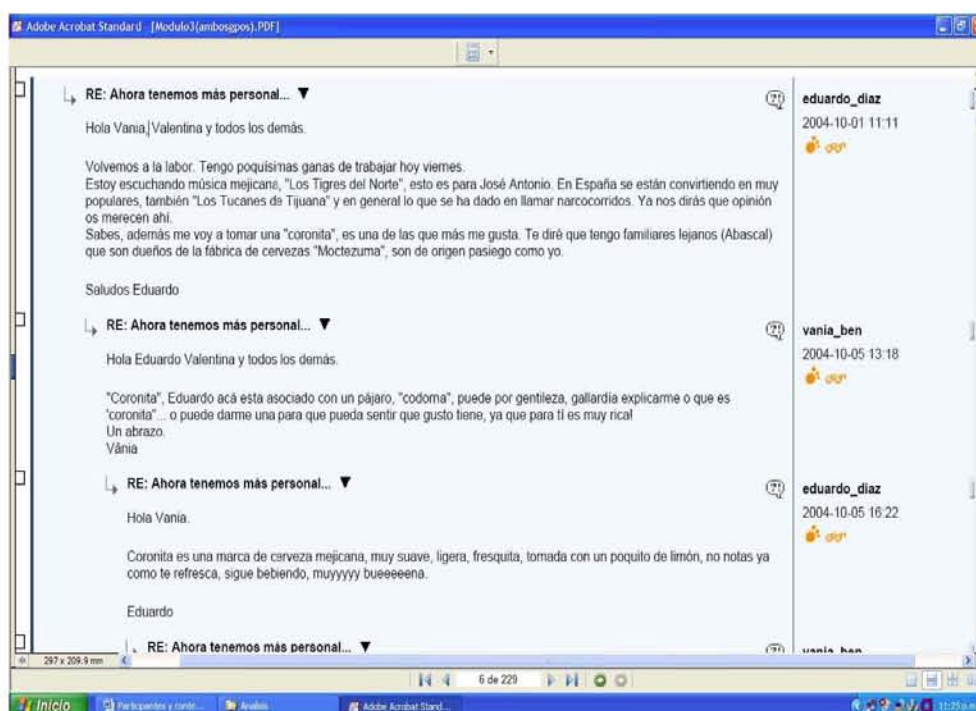 Adobe Acrobat Standard - [Modulo3(ambosgpos).PDF]
RE: Ahora tenemos más personal... ▼
eduardo_diaz
2004-10-01 11:11
Hola Vania, Valentina y todos los demás.
Volvemos a la labor. Tengo poquísimas ganas de trabajar hoy viernes.
Estoy escuchando música mejicana, "Los Tigres del Norte", esto es para José Antonio. En España se están convirtiendo en muy
populares, también "Los Tucanes de Tijuana" y en general lo que se ha dado en llamar narcocorridos. Ya nos dirás que opinión
os merecen ahí.
Sabes, además me voy a tomar una "coronita", es una de las que más me gusta. Te diré que tengo familiares lejanos (Abascal)
que son dueños de la fábrica de cervezas "Moctezuma", son de origen pasiego como yo.
Saludos Eduardo
RE: Ahora tenemos más personal... ▼
vania_ben
2004-10-05 13:18
Hola Eduardo Valentina y todos los demás.
"Coronita", Eduardo acá esta asociado con un pájaro, "codorna", puede por gentileza, gallardía explicarme o que es
'coronita"... o puede darme una para que pueda sentir que gusto tiene, ya que para tí es muy rica!
Un abrazo.
Vânia
RE: Ahora tenemos más personal... ▼
eduardo_diaz
2004-10-05 16:22
Hola Vania.
Coronita es una marca de cerveza mejicana, muy suave, ligera, fresquita, tomada con un poquito de limón, no notas ya
como te refresca, sigue bebiendo, muyyyyy bueeeeena.
Eduardo
RE: Ahora tenemos más personal... ▼
vania_ben
297 x 209.9 mm
6 de 229
Inicio
Participantes y conte...
Analisis
Adobe Acrobat Stand...
11:25 p.m.